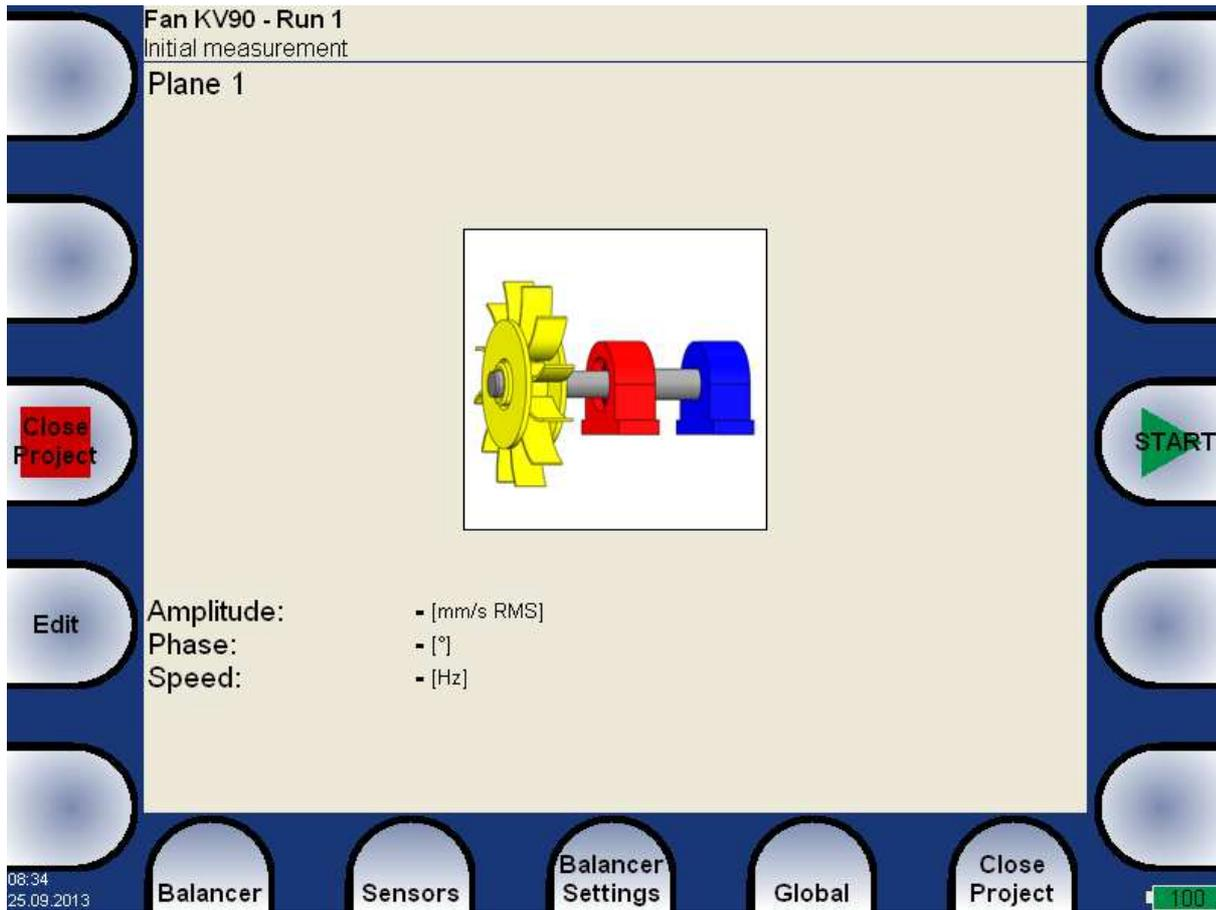 Fan KV90 - Run 1
Initial measurement
Plane 1
Close
Project
START
Edit
Amplitude: - [mm/s RMS]
Phase: - [°]
Speed: - [Hz]
08:34
25.09.2013
Balancer
Sensors
Balancer
Settings
Global
Close
Project
100